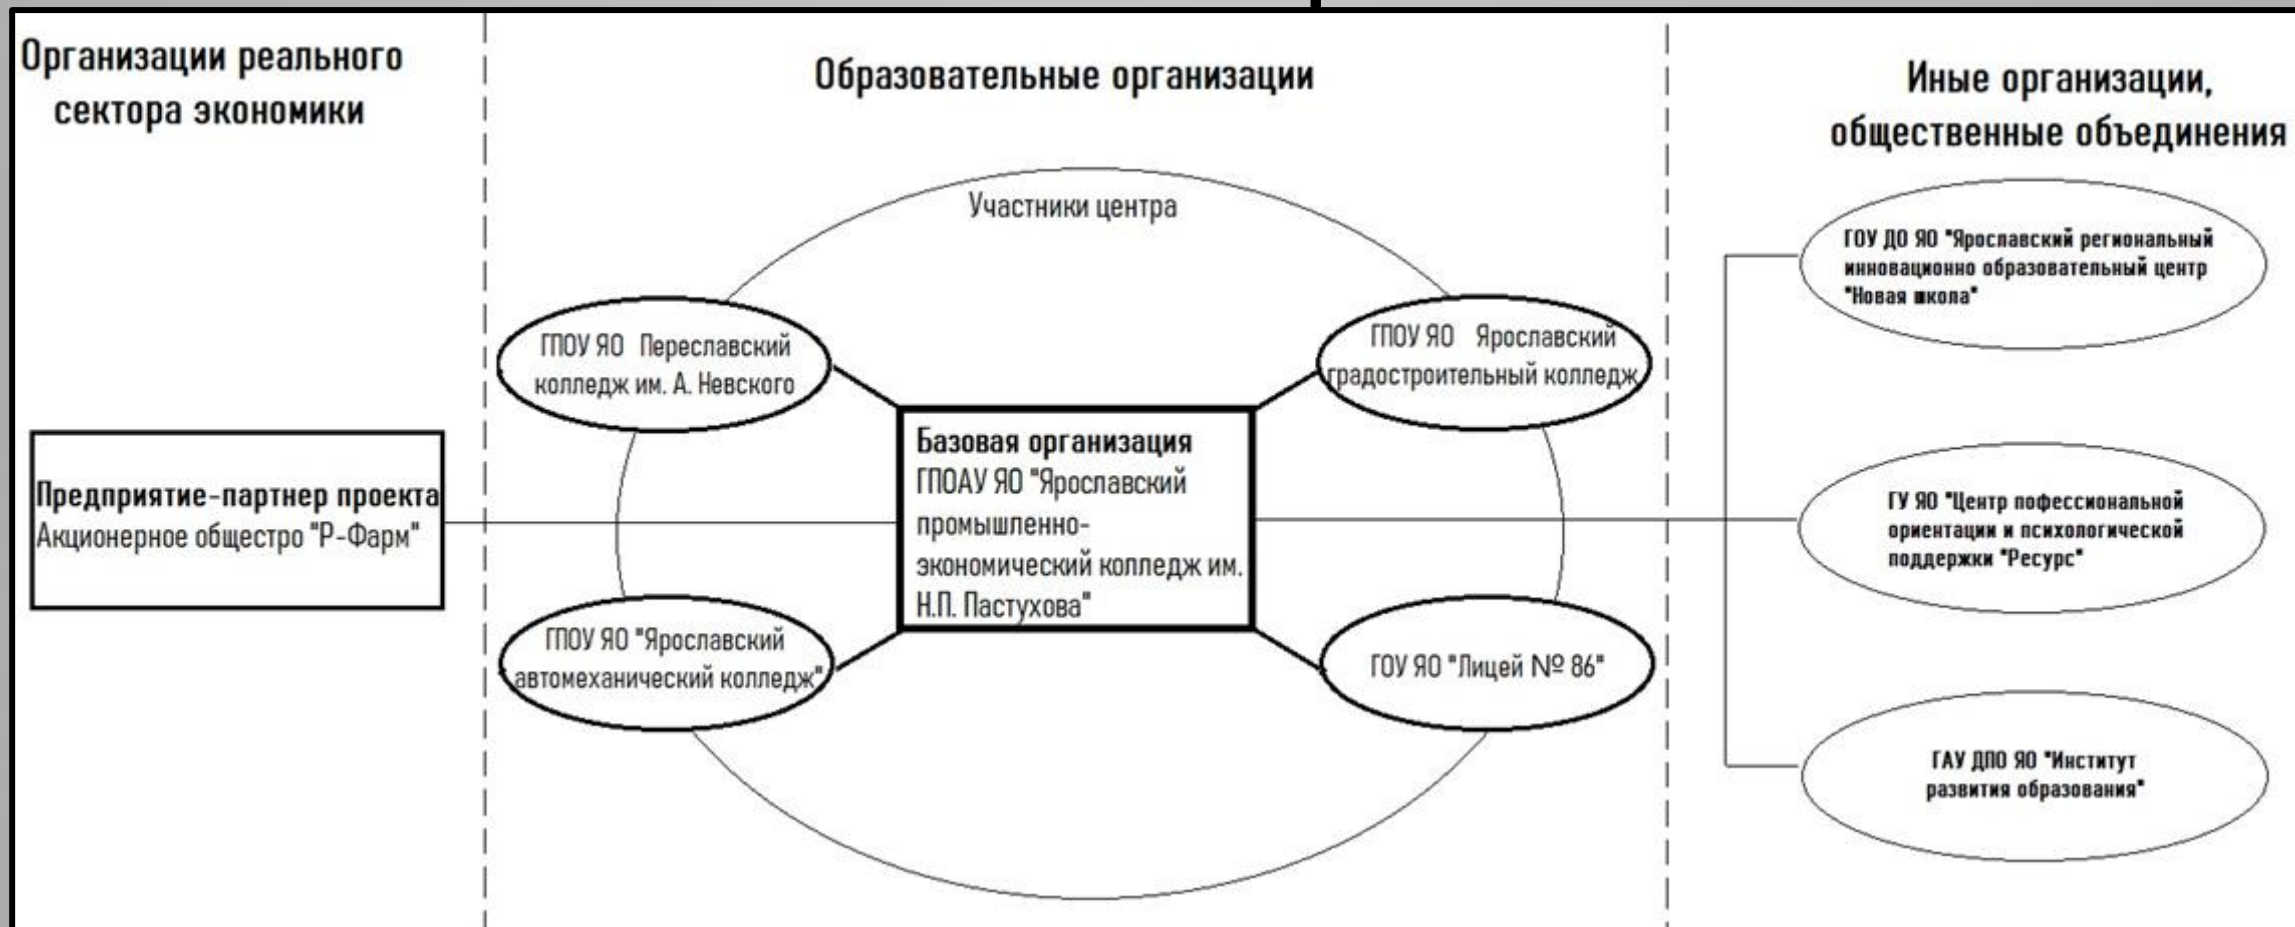 Организации реального
сектора экономики
Образовательные организации
Иные организации,
общественные объединения
Участники центра
ГПОУ ЯО Переславский
колледж им. А. Невского
ГПОУ ЯО Ярославский
градостроительный колледж
Базовая организация
ГПОАУ ЯО "Ярославский
промышленно-
экономический колледж им.
Н.П. Пастухова"
Предприятие-партнер проекта
Акционерное общестро "Р-Фарм"
ГПОУ ЯО "Ярославский
автомеханический колледж"
ГОУ ЯО "Лицей № 86"
ГОУ ДО ЯО "Ярославский региональный
инновационно образовательный центр
"Новая школа"
ГУ ЯО "Центр пофессиональной
ориентации и психологической
поддержки "Ресурс"
ГАУ ДПО ЯО "Институт
развития образования"